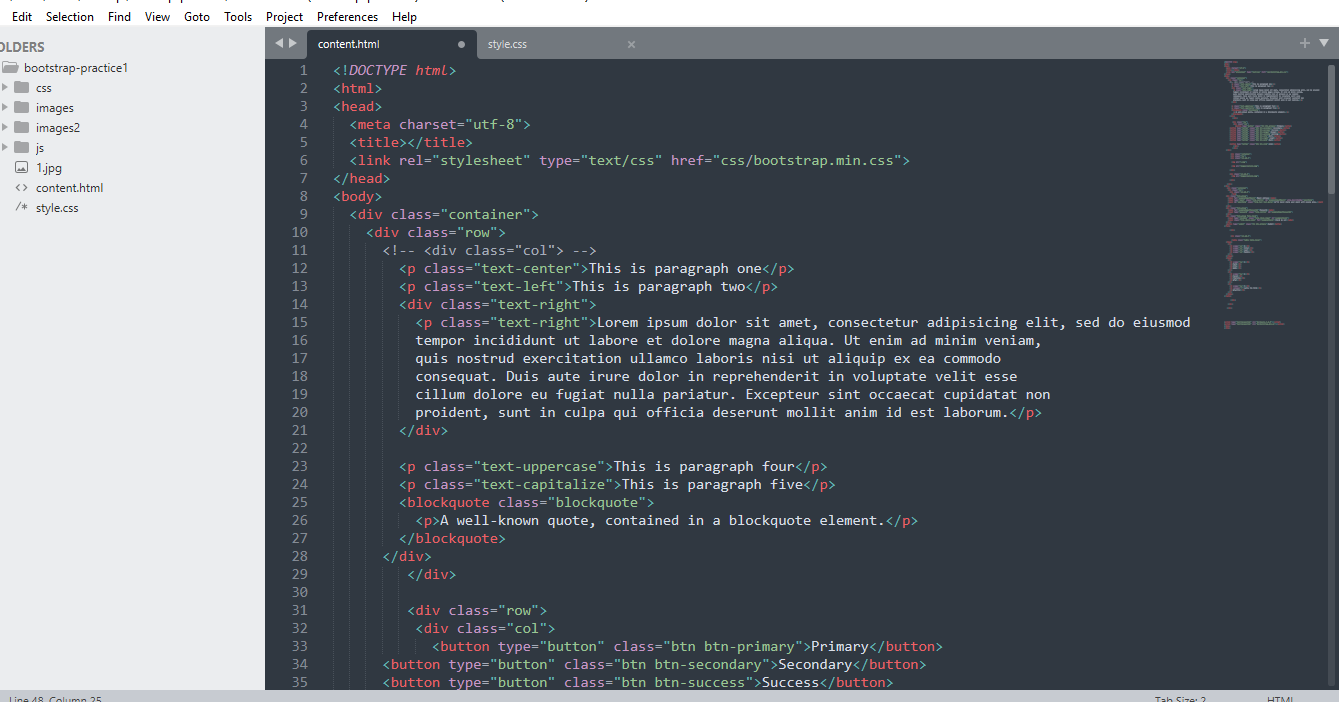 Edit Selection Find View Goto Tools Project Preferences Help
OLDERS
bootstrap-practice1
css
images
images2
js
1.jpg
<> content.html
/* style.css
content.html style.css
1 <!DOCTYPE html>
2 <html>
3 <head>
4 <meta charset="utf-8">
5 <title></title>
6 <link rel="stylesheet" type="text/css" href="css/bootstrap.min.css">
7 </head>
8 <body>
9 <div class="container">
10 <div class="row">
11 <!-- <div class="col"> -->
12 <p class="text-center">This is paragraph one</p>
13 <p class="text-left">This is paragraph two</p>
14 <div class="text-right">
15 <p class="text-right">Lorem ipsum dolor sit amet, consectetur adipisicing elit, sed do eiusmod
16 tempor incididunt ut labore et dolore magna aliqua. Ut enim ad minim veniam,
17 quis nostrud exercitation ullamco laboris nisi ut aliquip ex ea commodo
18 consequat. Duis aute irure dolor in reprehenderit in voluptate velit esse
19 cillum dolore eu fugiat nulla pariatur. Excepteur sint occaecat cupidatat non
20 proident, sunt in culpa qui officia deserunt mollit anim id est laborum.</p>
21 </div>
22
23 <p class="text-uppercase">This is paragraph four</p>
24 <p class="text-capitalize">This is paragraph five</p>
25 <blockquote class="blockquote">
26 <p>A well-known quote, contained in a blockquote element.</p>
27 </blockquote>
28 </div>
29 </div>
30
31 <div class="row">
32 <div class="col">
33 <button type="button" class="btn btn-primary">Primary</button>
34 <button type="button" class="btn btn-secondary">Secondary</button>
35 <button type="button" class="btn btn-success">Success</button>
Line 48, Column 25 Tab Size: 2 HTML